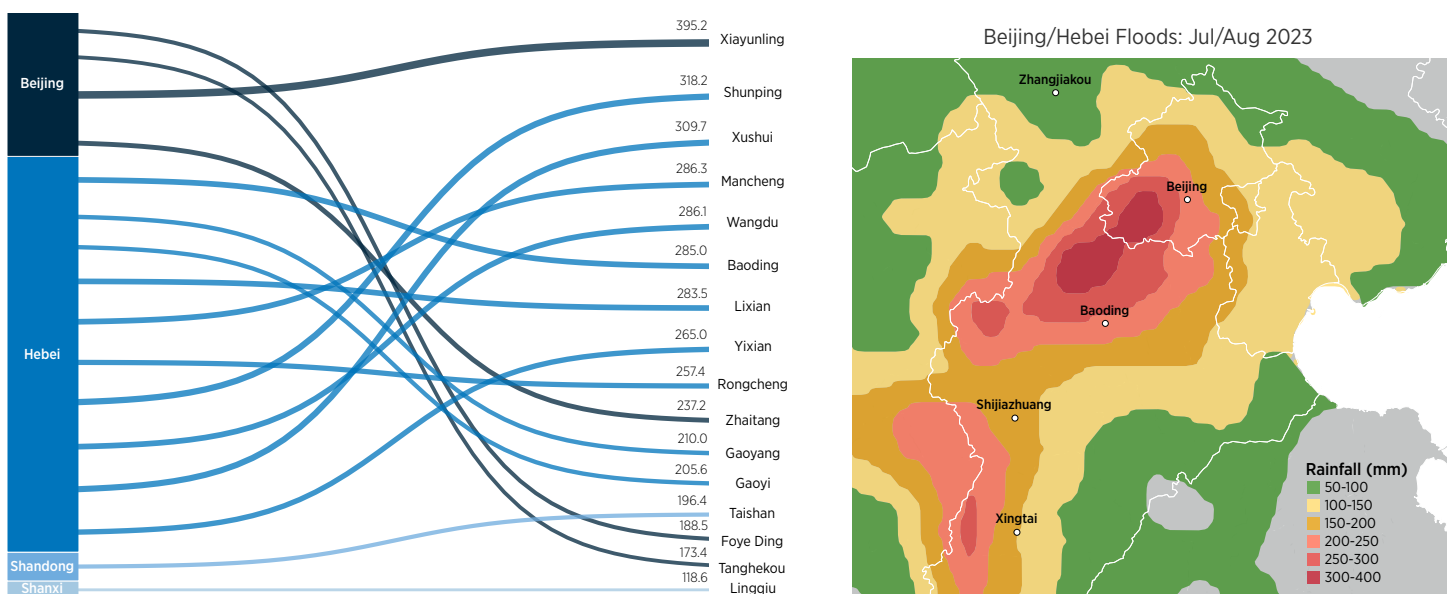 Beijing
Hebei
Shandong
Shanxi
395.2
Xiayunling
318.2
Shunping
309.7
Xushui
286.3
Mancheng
286.1
Wangdu
285.0
Baoding
283.5
Lixian
265.0
Yixian
257.4
Rongcheng
237.2
Zhaitang
210.0
Gaoyang
205.6
Gaoyi
196.4
Taishan
188.5
Foye Ding
173.4
Tanghekou
118.6
Lingqiu
Beijing/Hebei Floods: Jul/Aug 2023
Zhangjiakou
Beijing
Baoding
Shijiazhuang
Xingtai
Rainfall (mm)
50-100
100-150
150-200
200-250
250-300
300-400